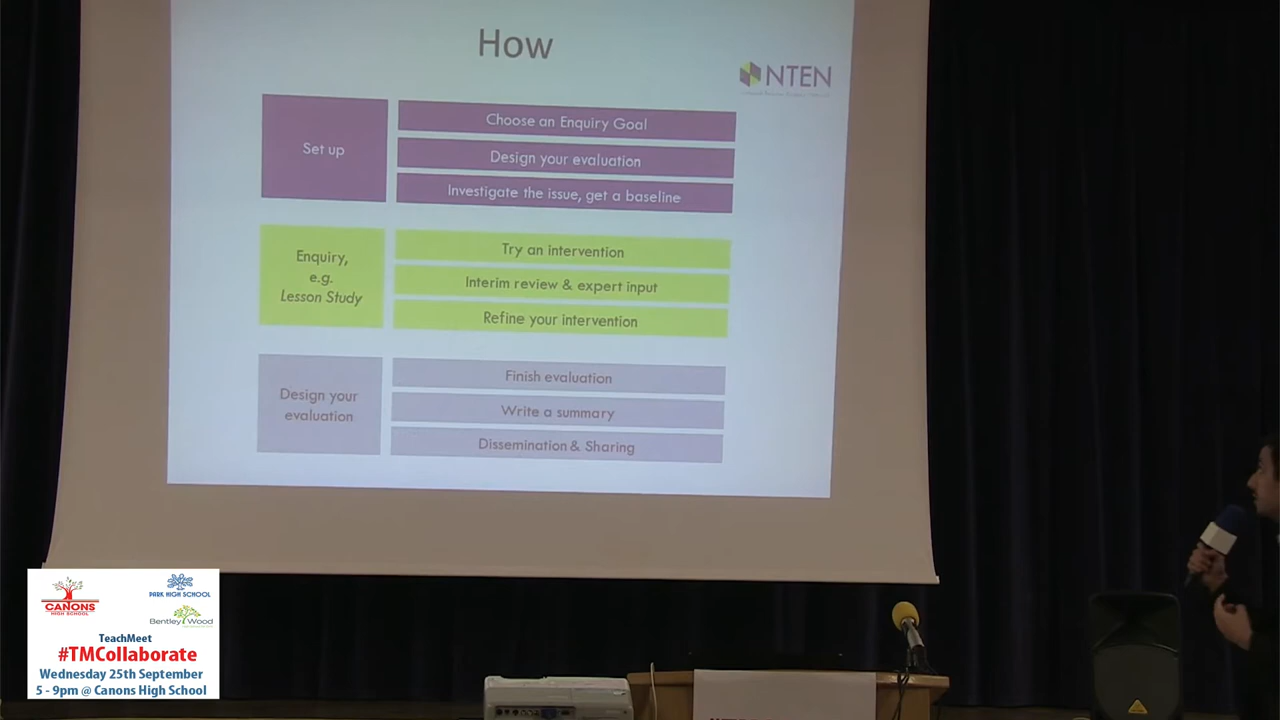 How
NTEN
Set up
Choose an Enquiry Goal
Design your evaluation
Investigate the issue, get a baseline
Enquiry,
e.g.
Lesson Study
Try an intervention
Interim review & expert input
Refine your intervention
Design your
evaluation
Finish evaluation
Write a summary
Dissemination & Sharing
CANONS
HIGH SCHOOL
PARK HIGH SCHOOL
Bentley Wood
TeachMeet
#TMCollaborate
Wednesday 25th September
5 - 9pm @ Canons High School